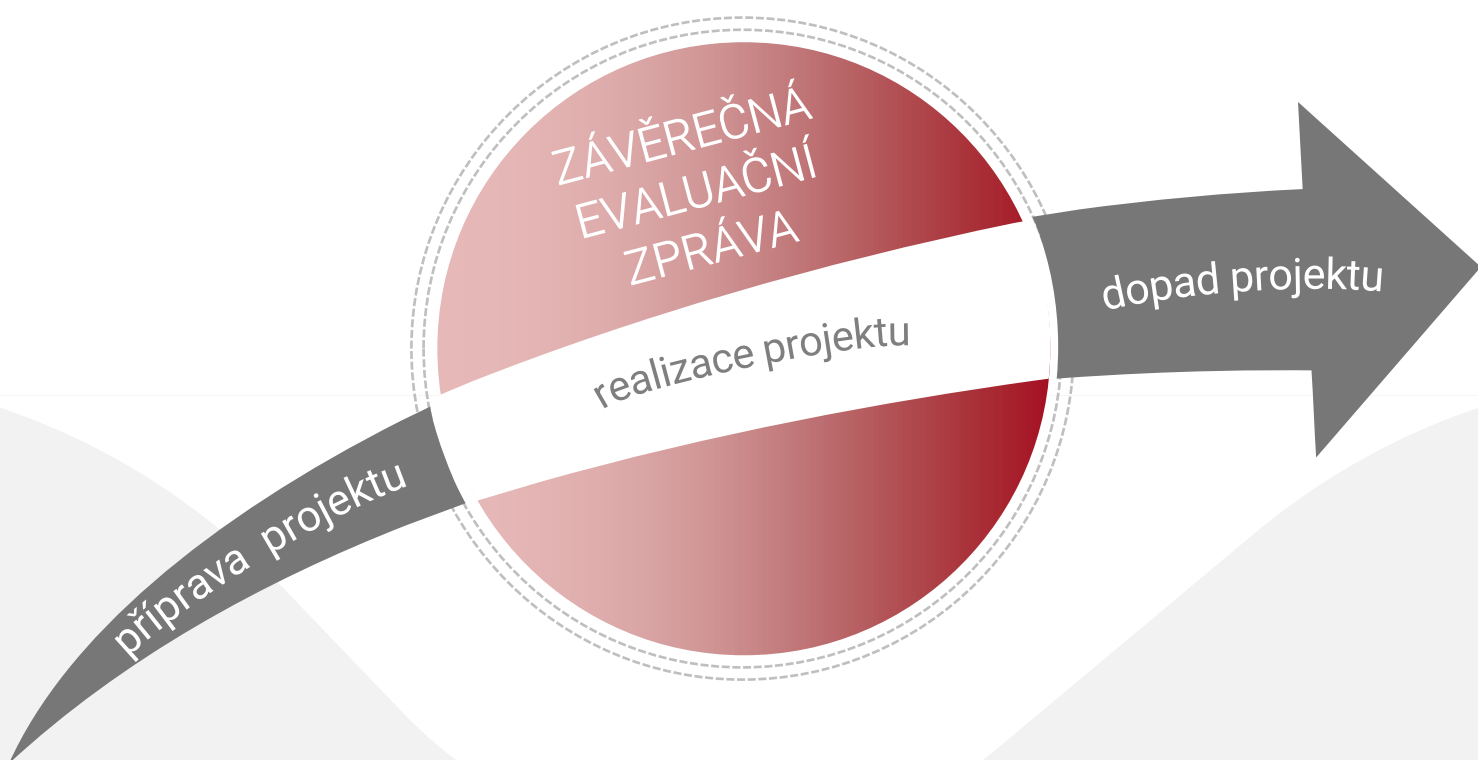 ZÁVĚREČNÁ
EVALUAČNÍ
ZPRÁVA
příprava projektu
realizace projektu
dopad projektu